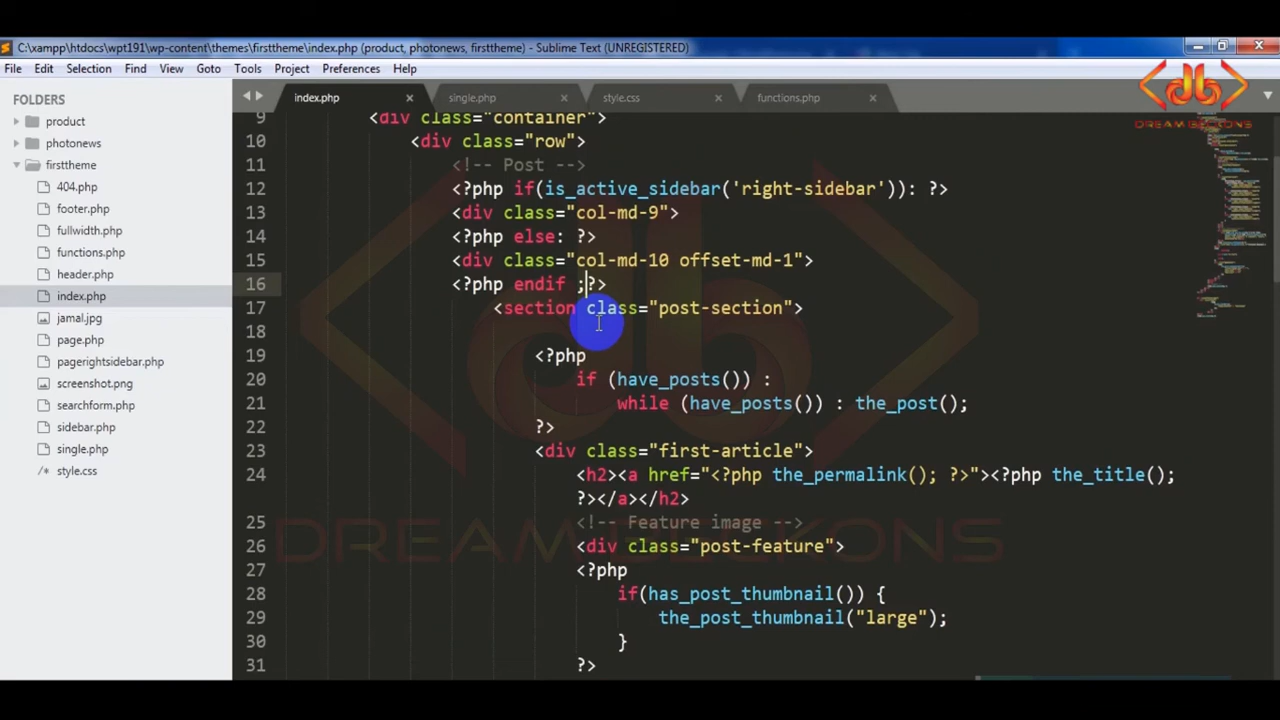 C:\xampp\htdocs\wpt191\wp-content\themes\firsttheme\index.php (product, photonews, firsttheme) - Sublime Text (UNREGISTERED)
File Edit Selection Find View Goto Tools Project Preferences Help
FOLDERS
product
photonews
firsttheme
404.php
footer.php
fullwidth.php
functions.php
header.php
index.php
jamal.jpg
page.php
pagerightsidebar.php
screenshot.png
searchform.php
sidebar.php
single.php
/* style.css
index.php single.php style.css functions.php
DREAM BECKONS
9 <div class="container">
10 <div class="row">
11 <!-- Post -->
12 <?php if(is_active_sidebar('right-sidebar')): ?>
13 <div class="col-md-9">
14 <?php else: ?>
15 <div class="col-md-10 offset-md-1">
16 <?php endif ;?>
17 <section class="post-section">
18
19 <?php
20 if (have_posts()) :
21 while (have_posts()) : the_post();
22 ?>
23 <div class="first-article">
24 <h2><a href="<?php the_permalink(); ?>"><?php the_title();
?></a></h2>
25 <!-- Feature image -->
26 <div class="post-feature">
27 <?php
28 if(has_post_thumbnail()) {
29 the_post_thumbnail("large");
30 }
31 ?>
DREAM BECKONS